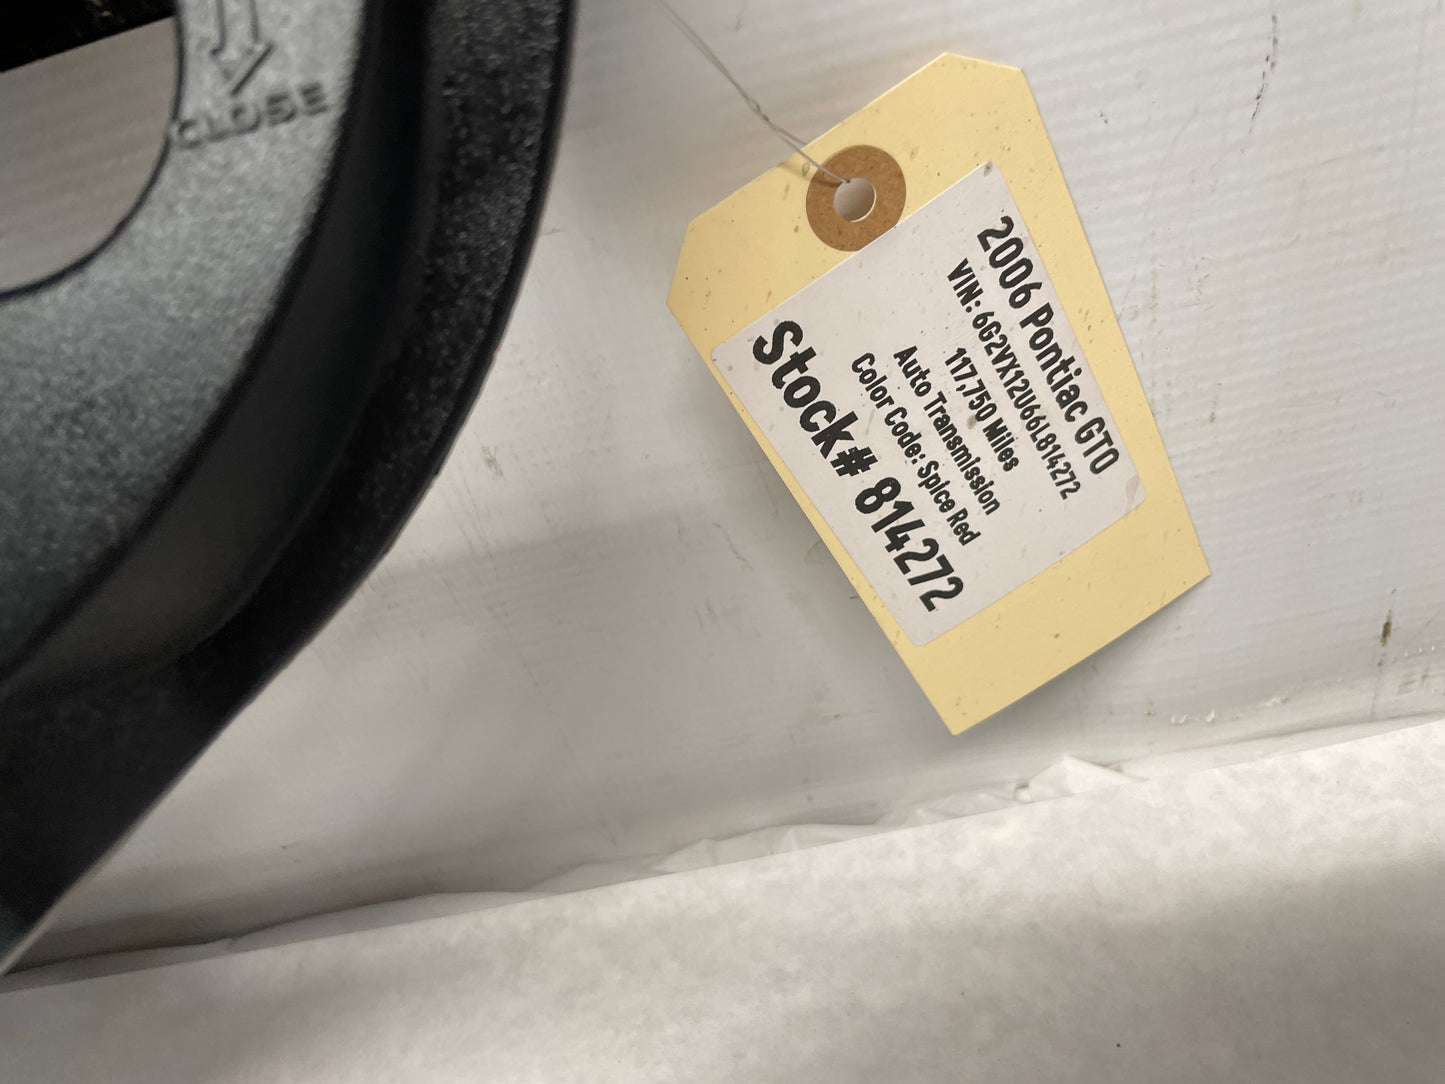 CLOSE
2006 Pontiac GTO
VIN: 6G2VX12U66L814272
117,750 Miles
Auto Transmission
Color Code: Spice Red
Stock# 814272